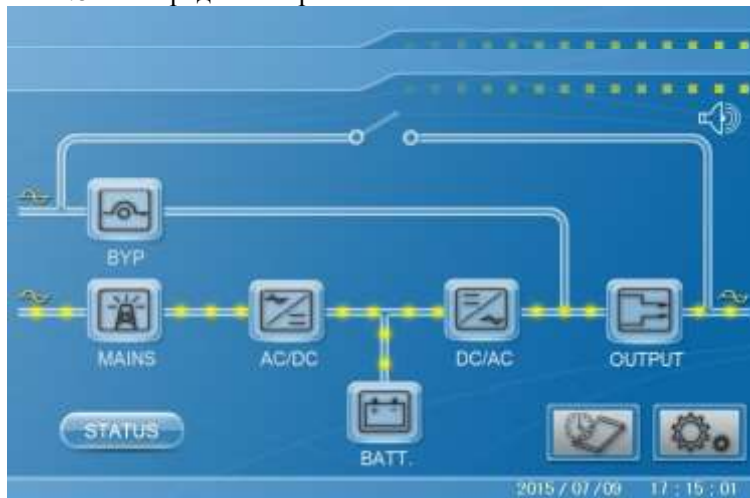 BYP
MAINS
AC/DC
DC/AC
OUTPUT
STATUS
BATT.
2015/07/09 17:15:01